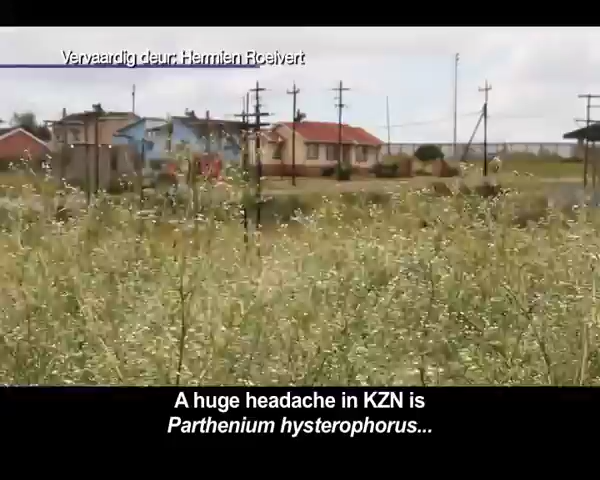 Vervaardig deur: Hermien Roelvert
A huge headache in KZN is
Parthenium hysterophorus...